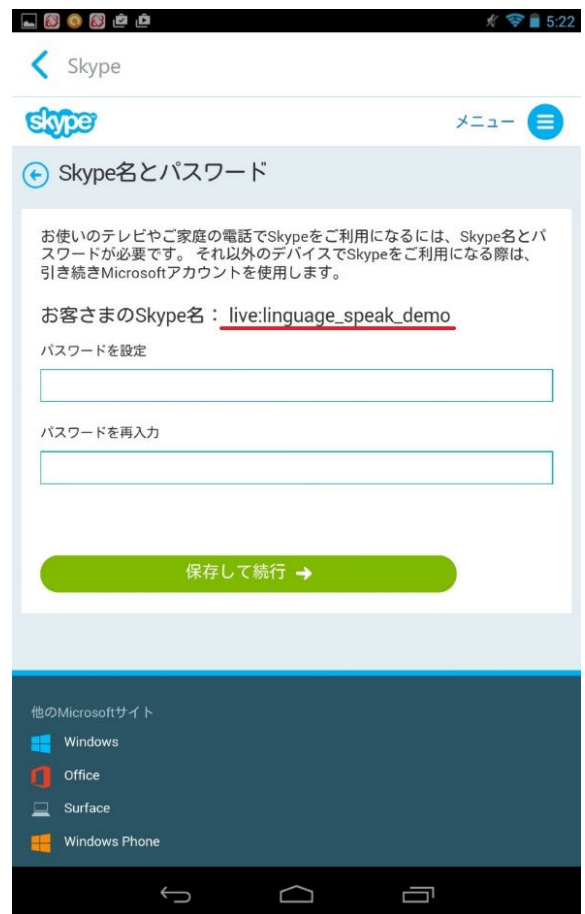 5:22
Skype
skype
メニュー
Skype名とパスワード
お使いのテレビやご家庭の電話でSkypeをご利用になるには、Skype名とパ
スワードが必要です。 それ以外のデバイスでSkypeをご利用になる際は、
引き続きMicrosoftアカウントを使用します。
お客さまのSkype名： live:linguage_speak_demo
パスワードを設定
パスワードを再入力
保存して続行
他のMicrosoftサイト
Windows
Office
Surface
Windows Phone